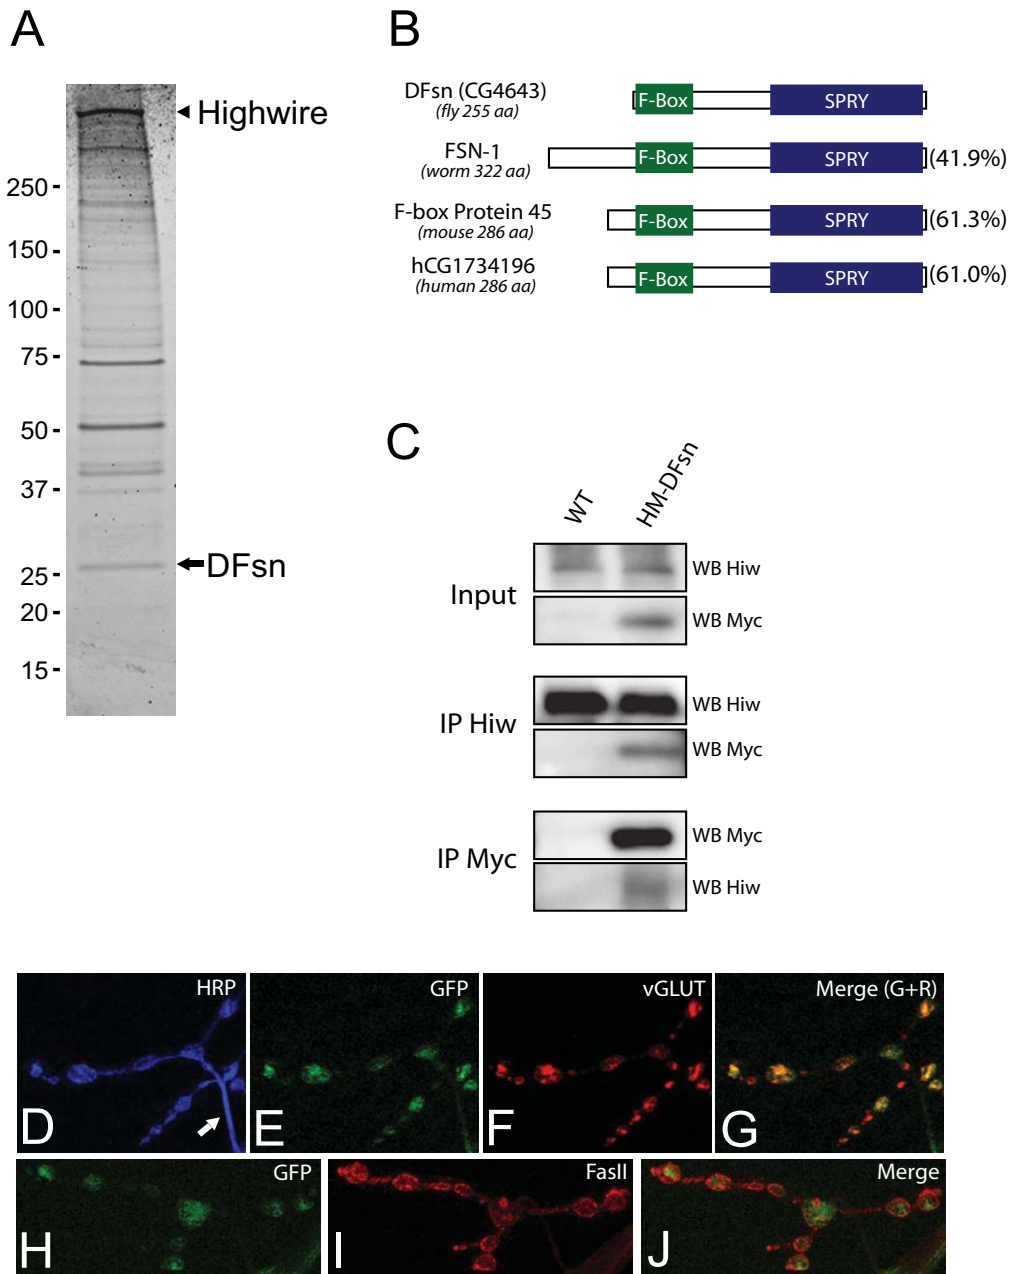 A
Highwire
250
150
100
75
50
37
25
20
15
DFsn
B
DFsn (CG4643)
(fly 255 aa)
F-Box
SPRY
FSN-1
(worm 322 aa)
F-Box
SPRY
(41.9%)
F-box Protein 45
(mouse 286 aa)
F-Box
SPRY
(61.3%)
hCG1734196
(human 286 aa)
F-Box
SPRY
(61.0%)
C
WT
HM-DFsn
Input
WB Hiw
WB Myc
IP Hiw
WB Hiw
WB Myc
IP Myc
WB Myc
WB Hiw
HRP
D
GFP
E
vGLUT
F
Merge (G+R)
G
GFP
H
FasII
I
Merge
J